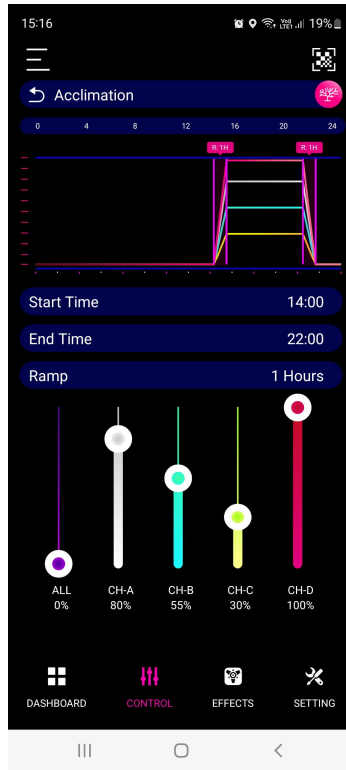 15:16 Vo)) LTE1 19%
Acclimation
0 4 8 12 16 20 24
R: 1H R: 1H
Start Time 14:00
End Time 22:00
Ramp 1 Hours
ALL CH-A CH-B CH-C CH-D
0% 80% 55% 30% 100%
DASHBOARD CONTROL EFFECTS SETTING